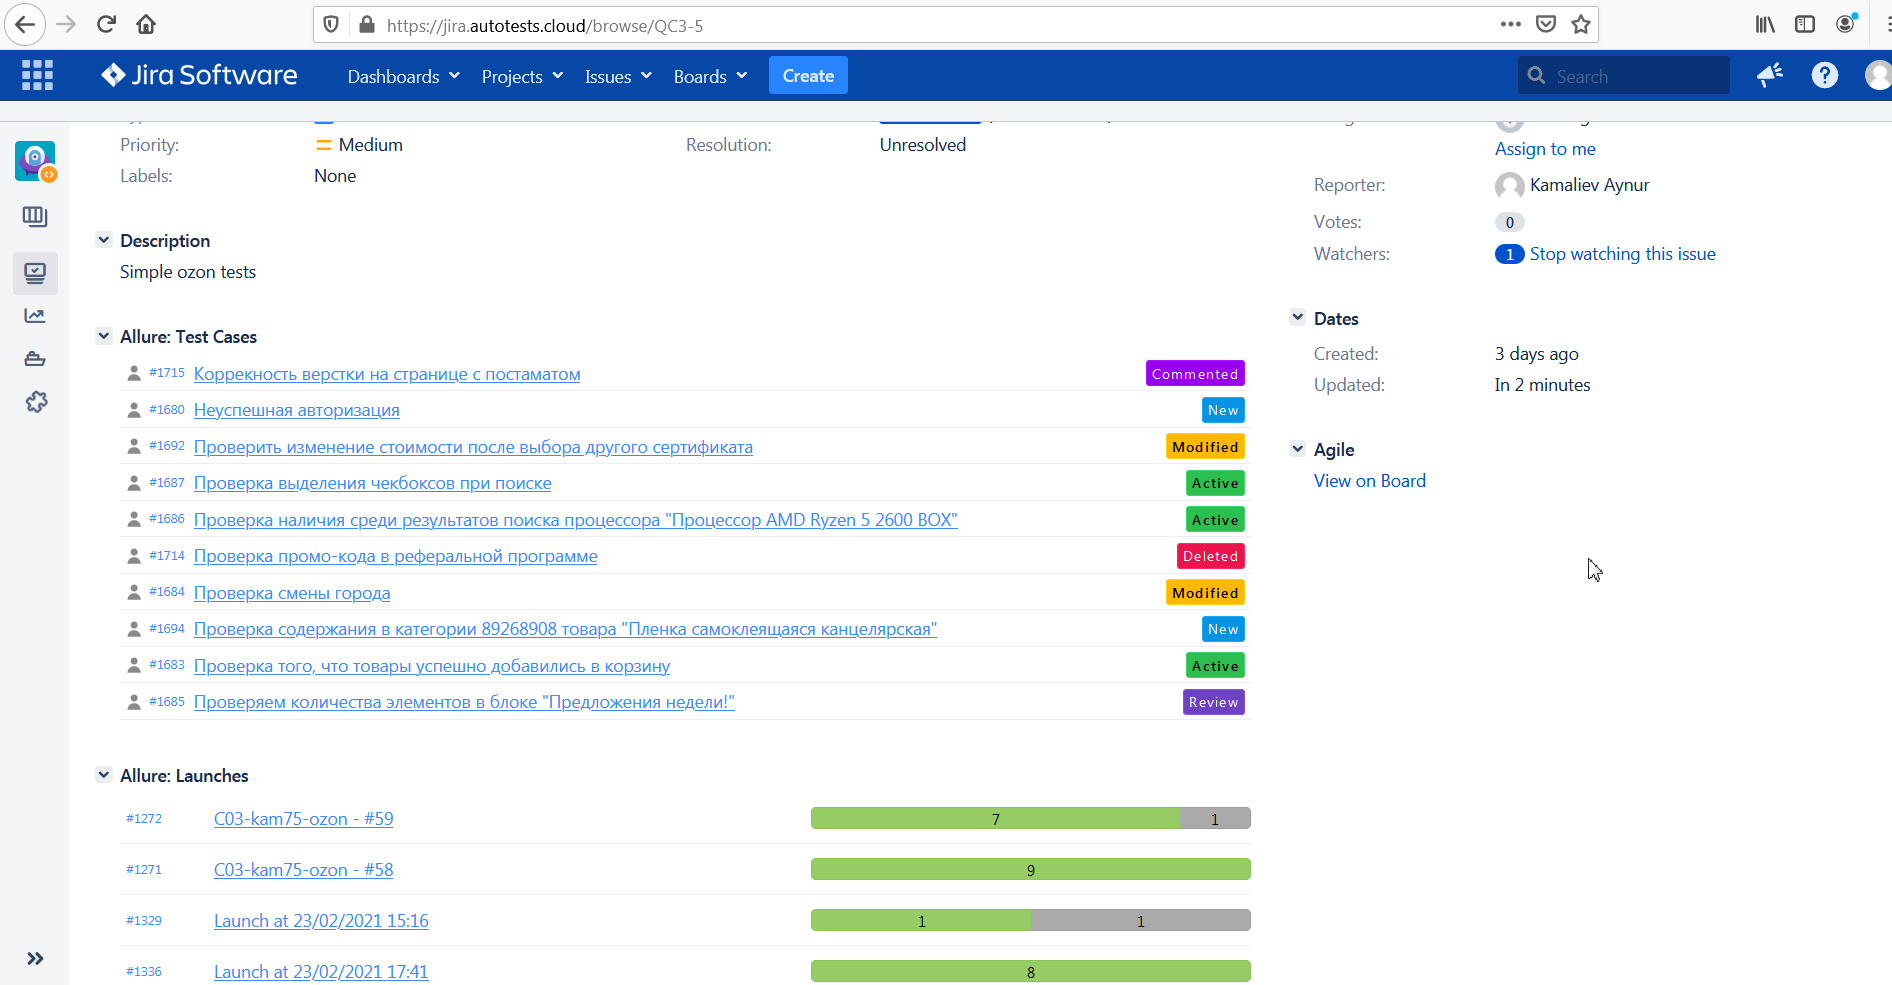 https://jira.autotests.cloud/browse/QC3-5
Jira Software Dashboards Projects Issues Boards Create Search
Priority: Medium Resolution: Unresolved
Labels: None
Assign to me
Reporter: Kamaliev Aynur
Votes: 0
Watchers: 1 Stop watching this issue
Description
Simple ozon tests
Dates
Created: 3 days ago
Updated: In 2 minutes
Agile
View on Board
Allure: Test Cases
#1715 Коррекность верстки на странице с постаматом Commented
#1680 Неуспешная авторизация New
#1692 Проверить изменение стоимости после выбора другого сертификата Modified
#1687 Проверка выделения чекбоксов при поиске Active
#1686 Проверка наличия среди результатов поиска процессора "Процессор AMD Ryzen 5 2600 BOX" Active
#1714 Проверка промо-кода в реферальной программе Deleted
#1684 Проверка смены города Modified
#1694 Проверка содержания в категории 89268908 товара "Пленка самоклеящаяся канцелярская" New
#1683 Проверка того, что товары успешно добавились в корзину Active
#1685 Проверяем количества элементов в блоке "Предложения недели!" Review
Allure: Launches
#1272 C03-kam75-ozon - #59 7 1
#1271 C03-kam75-ozon - #58 9
#1329 Launch at 23/02/2021 15:16 1 1
#1336 Launch at 23/02/2021 17:41 8